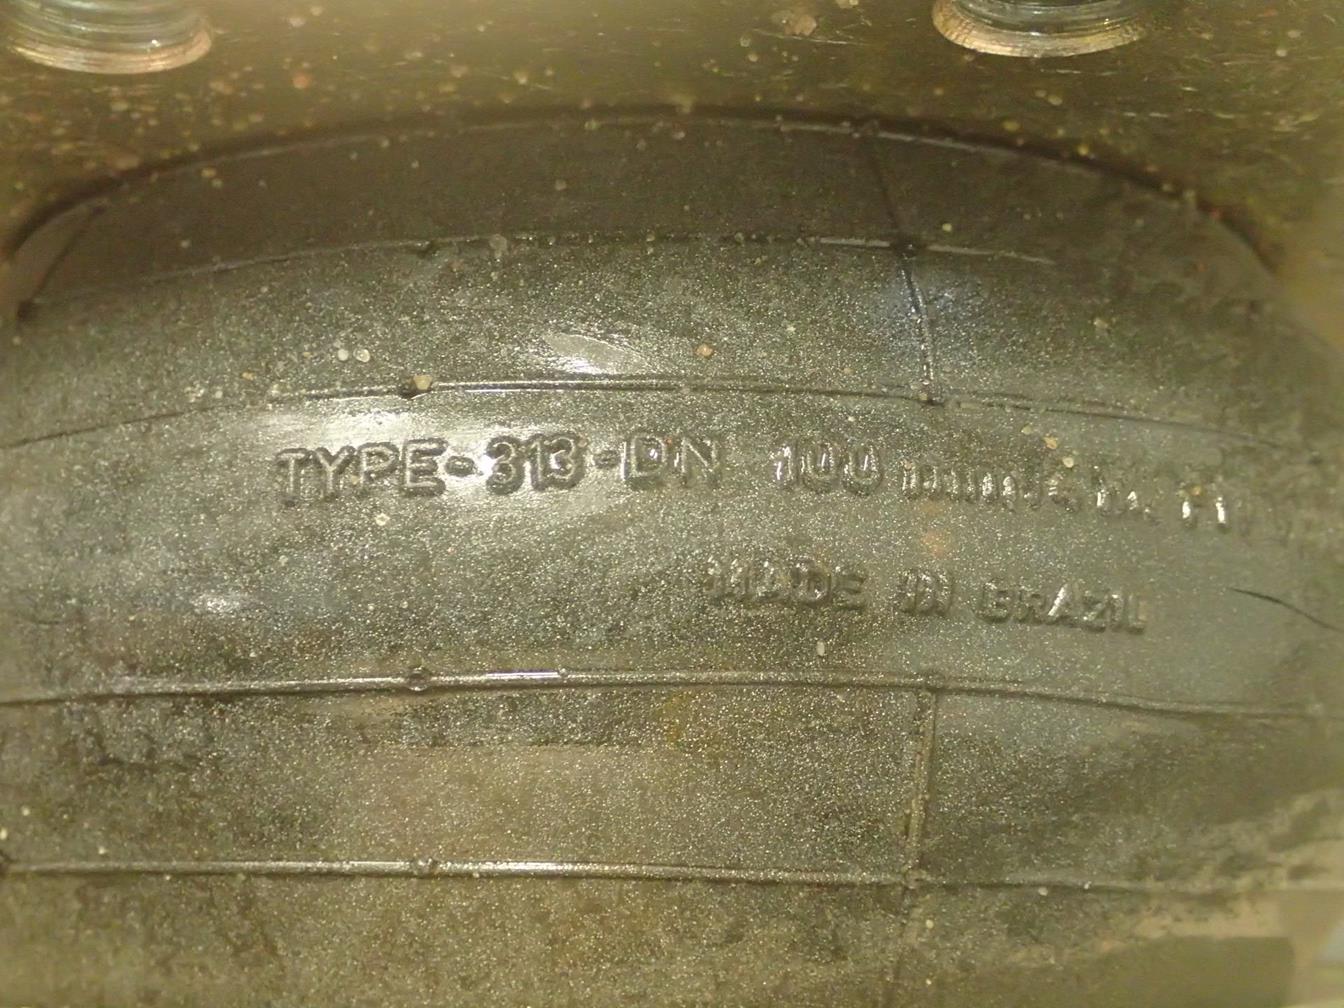 TYPE-313-DN 100
MADE IN BRAZIL